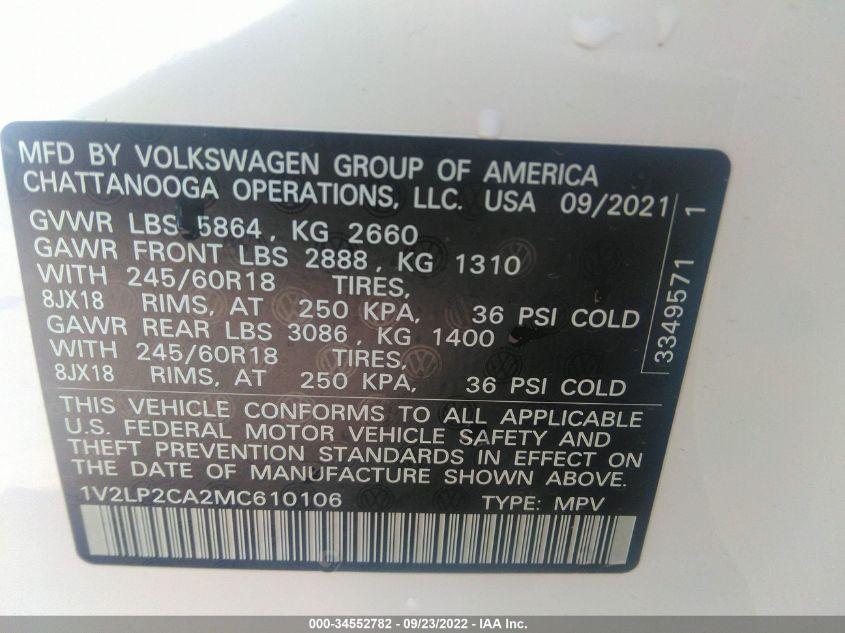 MFD BY VOLKSWAGEN GROUP OF AMERICA
CHATTANOOGA OPERATIONS, LLC. USA 09/2021
GVWR LBS 5864, KG 2660
GAWR FRONT LBS 2888, KG 1310
WITH 245/60R18 TIRES,
8JX18 RIMS, AT 250 KPA, 36 PSI COLD
GAWR REAR LBS 3086, KG 1400
WITH 245/60R18 TIRES,
8JX18 RIMS, AT 250 KPA, 36 PSI COLD
3349571 1
THIS VEHICLE CONFORMS TO ALL APPLICABLE
U.S. FEDERAL MOTOR VEHICLE SAFETY AND
THEFT PREVENTION STANDARDS IN EFFECT ON
THE DATE OF MANUFACTURE SHOWN ABOVE.
1V2LP2CA2MC610106 TYPE: MPV
000-34552782 - 09/23/2022 - IAA Inc.